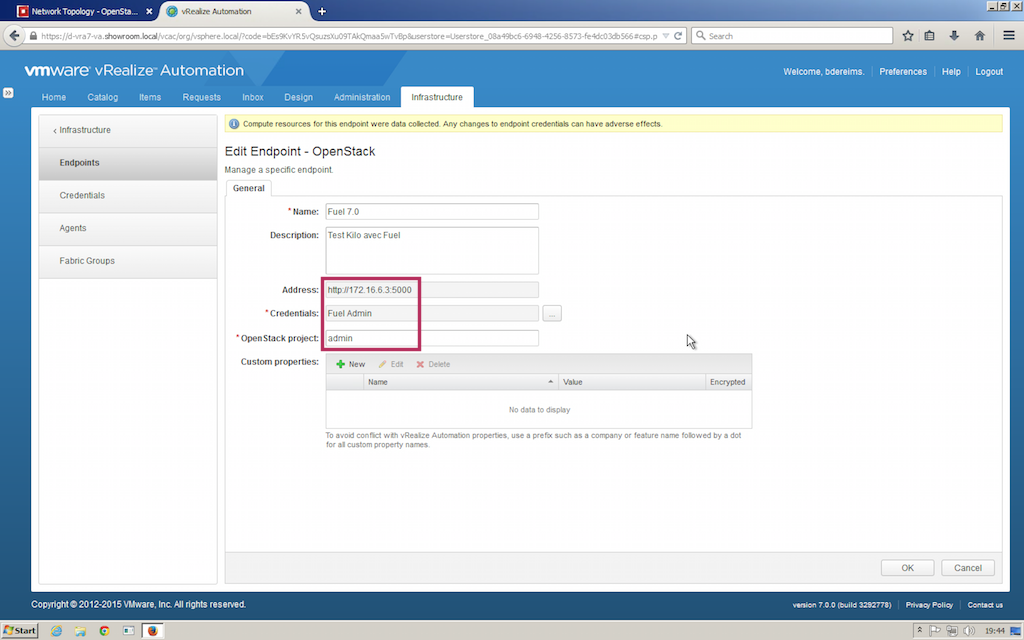 Network Topology - OpenSta...
vRealize Automation
https://d-vra7-va.showroom.local/vcac/org/vsphere.local/?code=bEs9KvYR5vQsuzsXu09TAkQmaa5wTvBp&userstore=Userstore_08a49bc6-6948-4256-8573-fe4dc03db566#csp.p
Search
vmware vRealize Automation
Welcome, bdereims.
Preferences
Help
Logout
Home
Catalog
Items
Requests
Inbox
Design
Administration
Infrastructure
< Infrastructure
Endpoints
Credentials
Agents
Fabric Groups
Compute resources for this endpoint were data collected. Any changes to endpoint credentials can have adverse effects.
Edit Endpoint - OpenStack
Manage a specific endpoint.
General
* Name: Fuel 7.0
Description: Test Kilo avec Fuel
Address: http://172.16.6.3:5000
* Credentials: Fuel Admin ...
* OpenStack project: admin
Custom properties: New Edit Delete
Name Value Encrypted
No data to display
To avoid conflict with vRealize Automation properties, use a prefix such as a company or feature name followed by a dot
for all custom property names.
OK Cancel
Copyright © 2012-2015 VMware, Inc. All rights reserved.
version 7.0.0 (build 3292778)
Privacy Policy
Contact us
Start
19:44